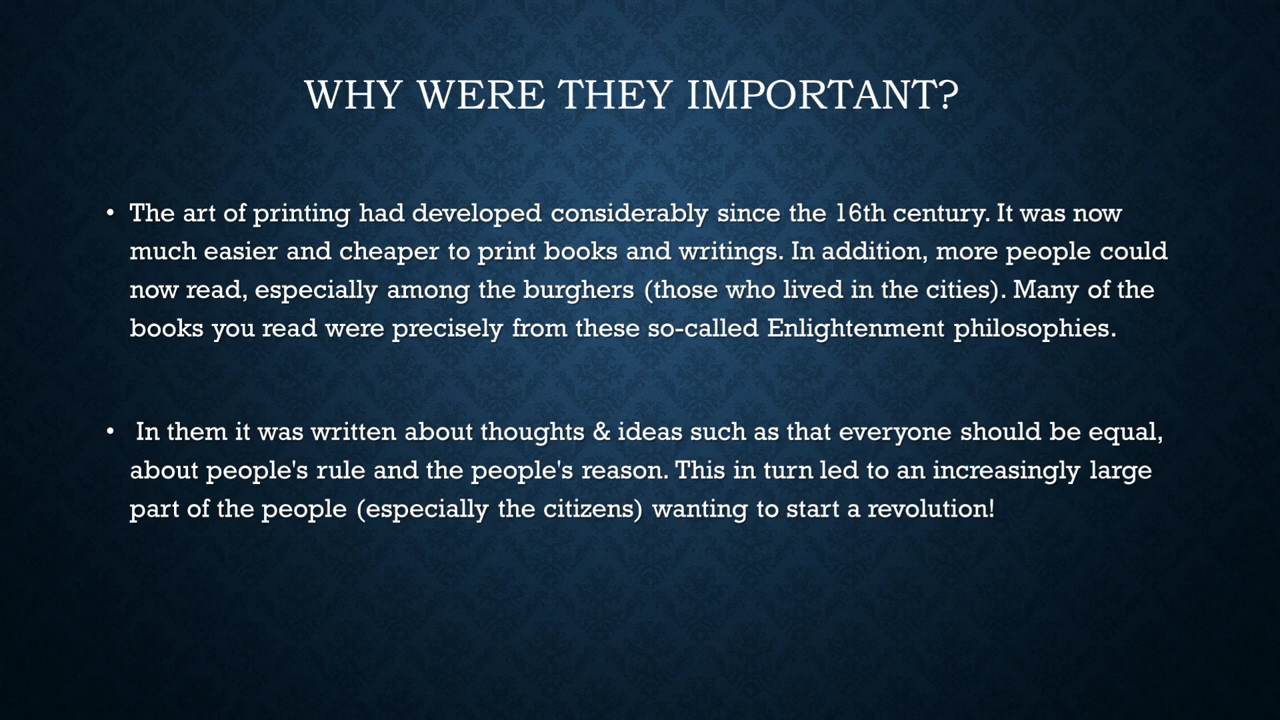 WHY WERE THEY IMPORTANT?
• The art of printing had developed considerably since the 16th century. It was now
much easier and cheaper to print books and writings. In addition, more people could
now read, especially among the burghers (those who lived in the cities). Many of the
books you read were precisely from these so-called Enlightenment philosophies.
• In them it was written about thoughts & ideas such as that everyone should be equal,
about people's rule and the people's reason. This in turn led to an increasingly large
part of the people (especially the citizens) wanting to start a revolution!